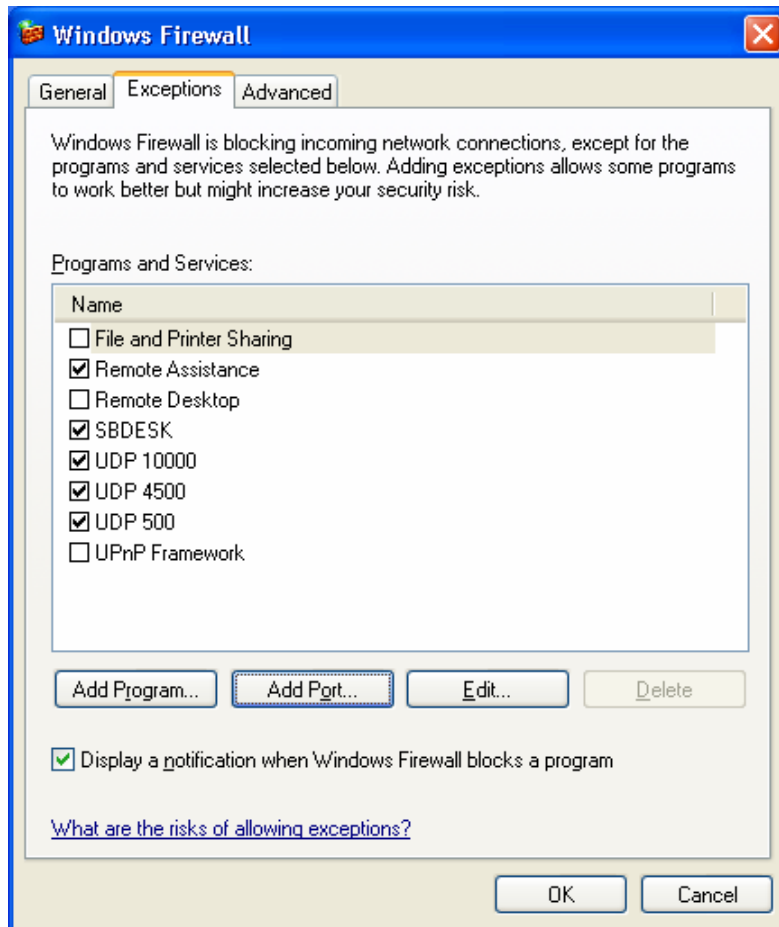 Windows Firewall
General Exceptions Advanced
Windows Firewall is blocking incoming network connections, except for the
programs and services selected below. Adding exceptions allows some programs
to work better but might increase your security risk.
Programs and Services:
Name
File and Printer Sharing
Remote Assistance
Remote Desktop
SBDESK
UDP 10000
UDP 4500
UDP 500
UPnP Framework
Add Program... Add Port... Edit... Delete
Display a notification when Windows Firewall blocks a program
What are the risks of allowing exceptions?
OK Cancel